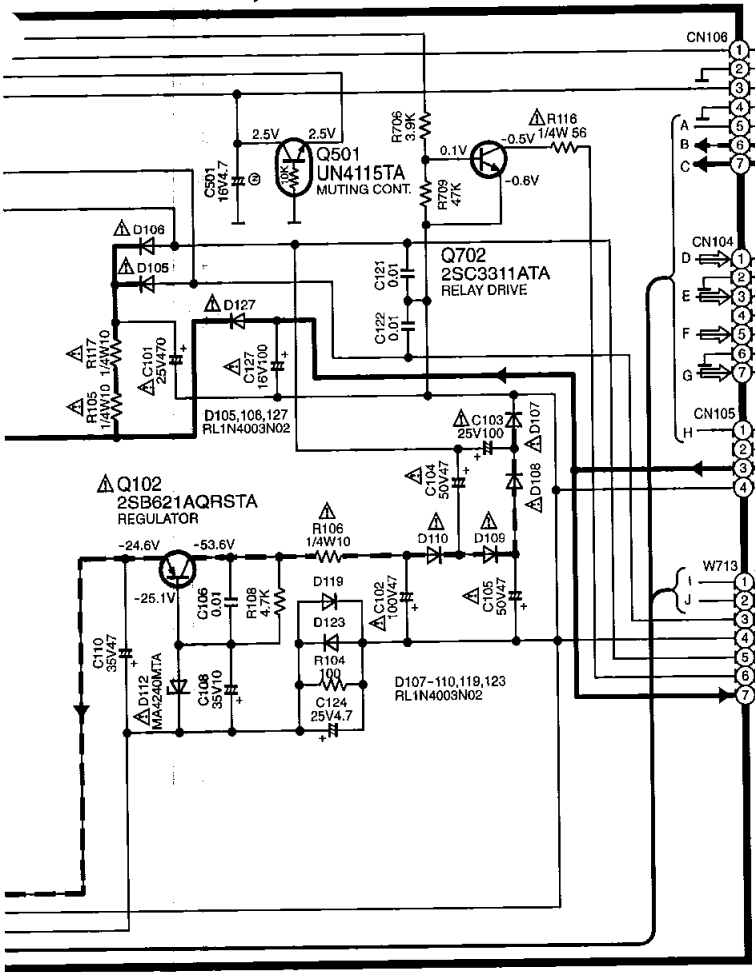 CN106
1
2
3
4
5
6
7
A
B
C
2.5V
2.5V
Q501
UN4115TA
MUTING CONT.
10K
C501
16V4.7
N
R706
3.9K
0.1V
-0.5V
R116
1/4W 56
-0.6V
R709
47K
Q702
2SC3311ATA
RELAY DRIVE
D106
D105
C121
0.01
C122
0.01
CN104
D
E
F
G
1
2
3
4
5
6
7
D127
R117
1/4W10
C101
25V470
+
C127
16V100
+
R105
1/4W10
D105,106,127
RL1N4003N02
CN105
H
1
2
3
4
C103
25V100
+
D107
D108
C104
50V47
+
Q102
2SB621AQRSTA
REGULATOR
R106
1/4W10
D110
D109
-24.6V
-53.6V
-25.1V
C106
0.01
R108
4.7K
D119
D123
R104
100
C124
25V4.7
+
C102
100V47
+
C105
50V47
+
W713
I
J
1
2
3
4
5
6
7
C110
35V47
+
D112
MA4240MTA
C108
35V10
+
D107-110,119,123
RL1N4003N02